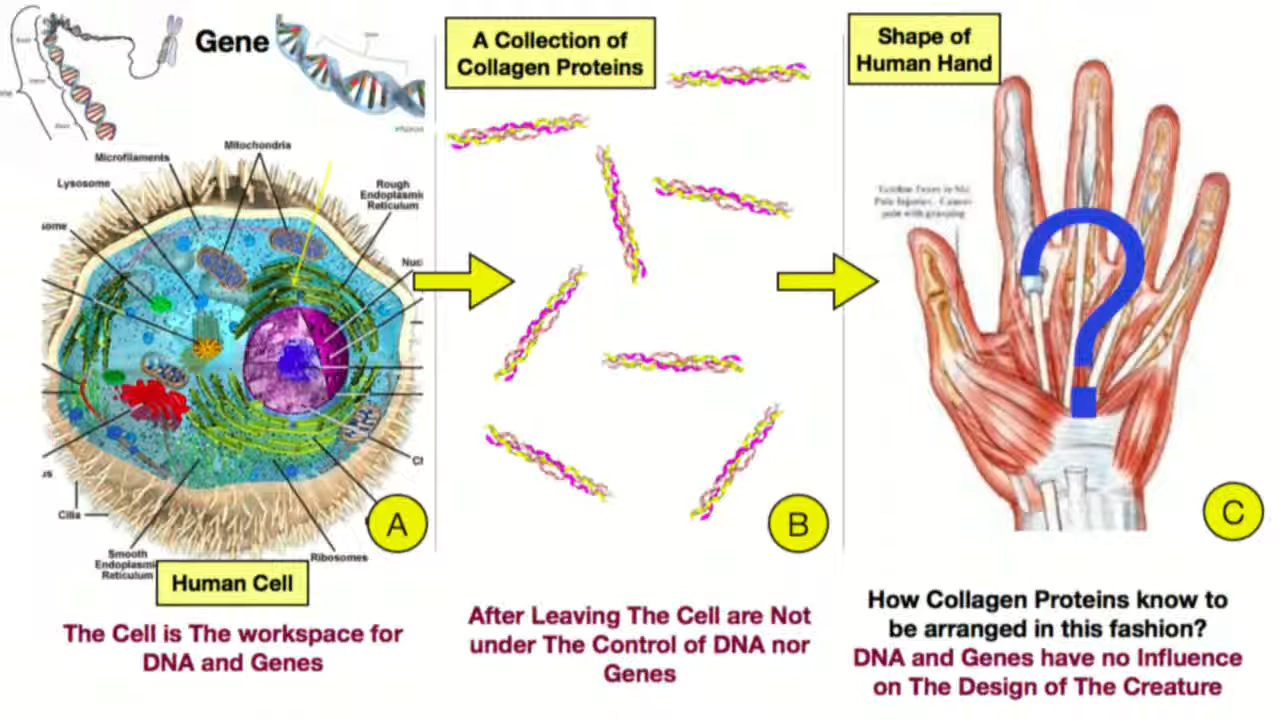 Gene
A Collection of
Collagen Proteins
Shape of
Human Hand
Mitochondria
Microfilaments
Lysosome
Rough
Endoplasmic
Reticulum
some
Nuc
Cilia
Smooth
Endoplasmi
Reticulum
Ribosomes
A
B
C
Human Cell
The Cell is The workspace for
DNA and Genes
After Leaving The Cell are Not
under The Control of DNA nor
Genes
How Collagen Proteins know to
be arranged in this fashion?
DNA and Genes have no Influence
on The Design of The Creature